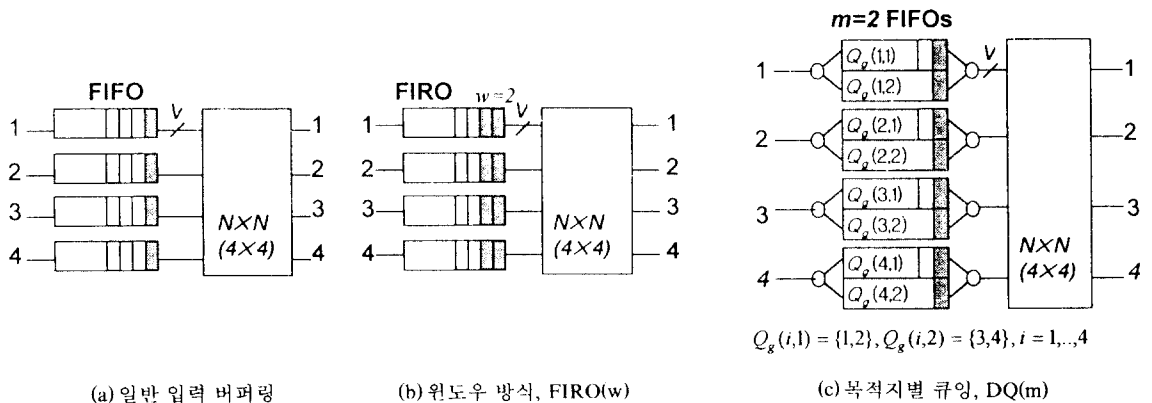 FIFO
V
1
2
3
4
N×N
(4×4)
1
2
3
4
(a) 일반 입력 버퍼링
FIRO
w=2
V
1
2
3
4
N×N
(4×4)
1
2
3
4
(b) 윈도우 방식, FIRO(w)
m=2 FIFOs
V
1
2
3
4
Q_g(1,1)
Q_g(1,2)
Q_g(2,1)
Q_g(2,2)
Q_g(3,1)
Q_g(3,2)
Q_g(4,1)
Q_g(4,2)
N×N
(4×4)
1
2
3
4
Q_g(i,1) = {1,2}, Q_g(i,2) = {3,4}, i = 1,..,4
(c) 목적지별 큐잉, DQ(m)